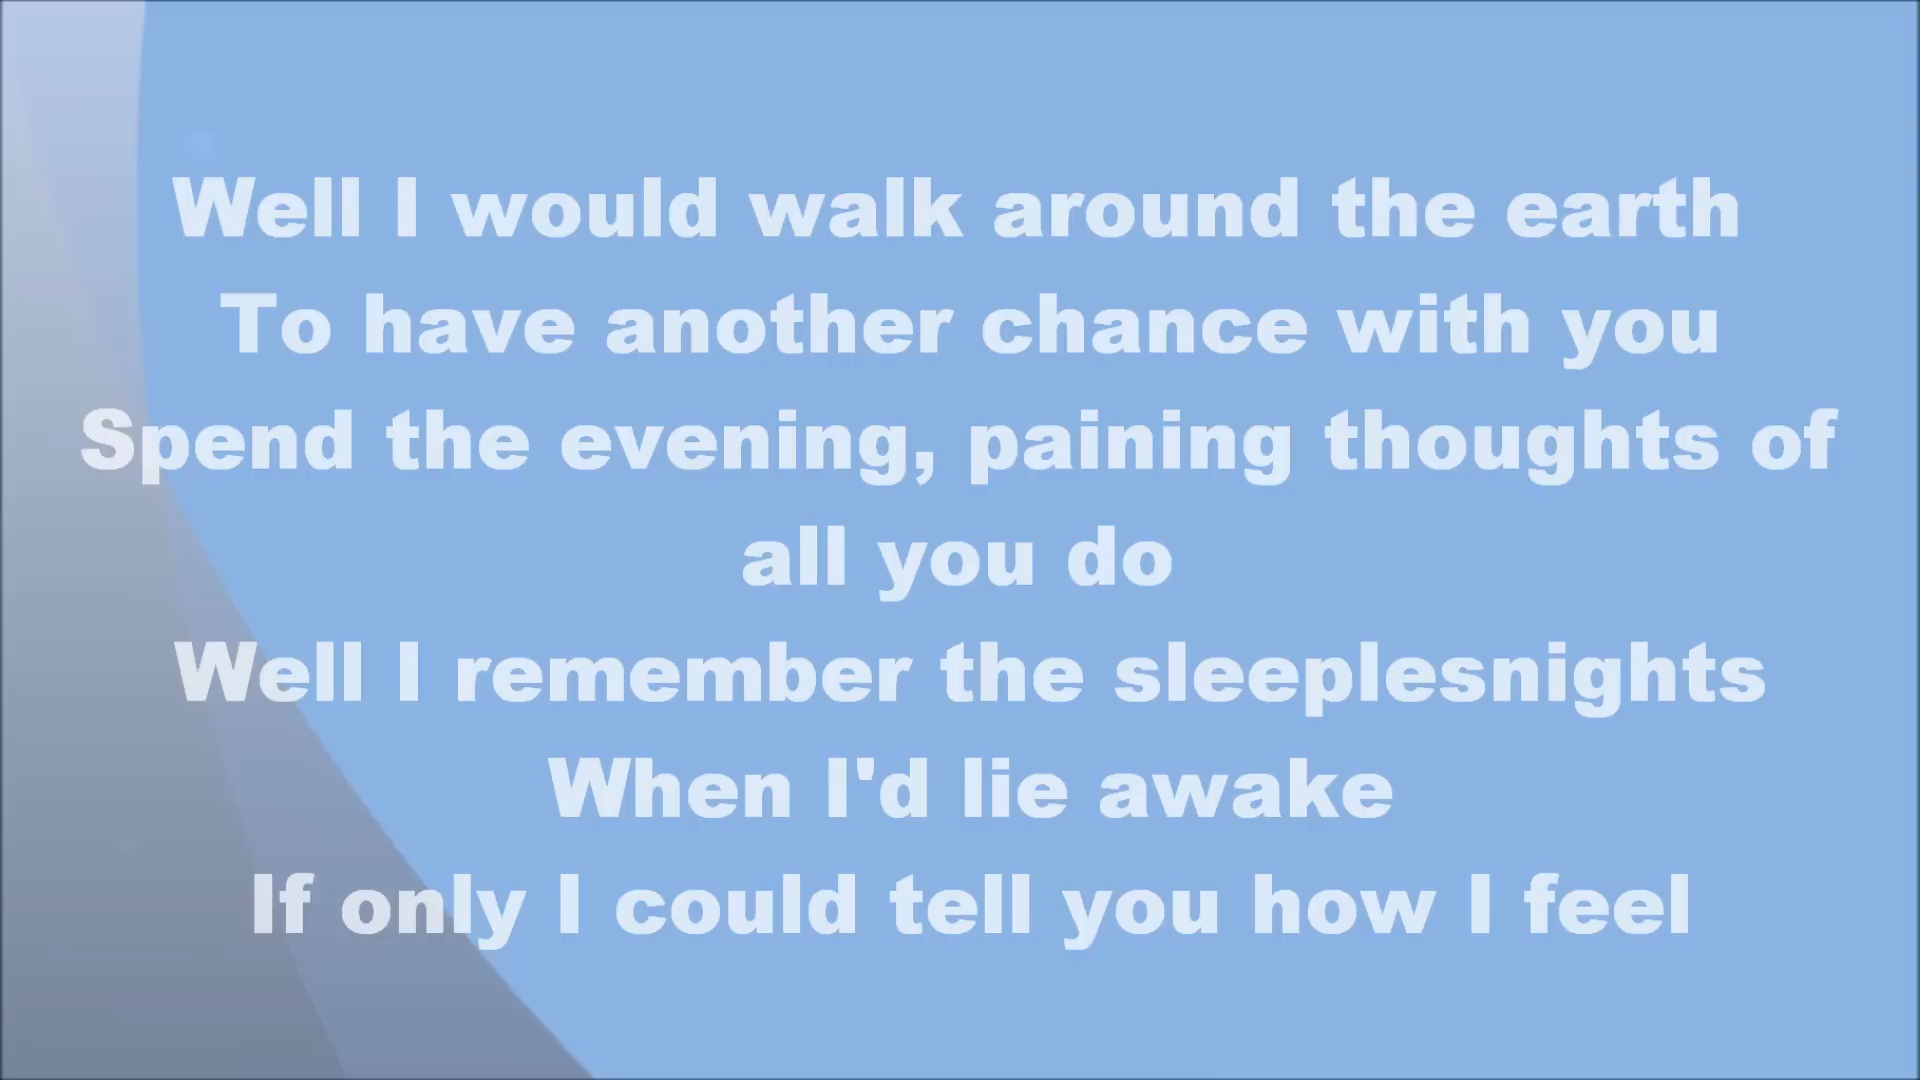 Well I would walk around the earth
To have another chance with you
Spend the evening, paining thoughts of
all you do
Well I remember the sleeplesnights
When I'd lie awake
If only I could tell you how I feel